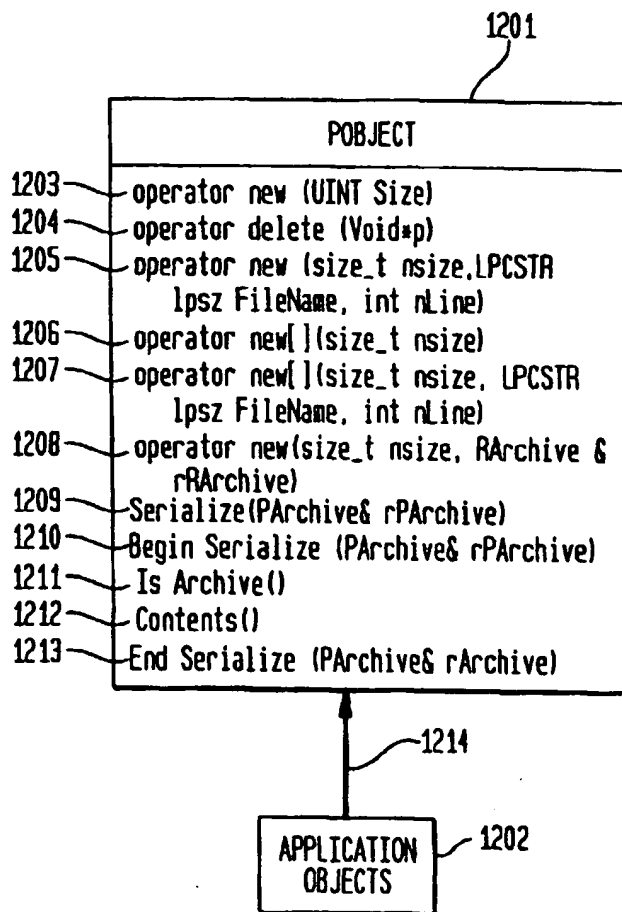 1201
POBJECT
1203 operator new (UINT Size)
1204 operator delete (Void*p)
1205 operator new (size_t nsize,LPCSTR
lpsz FileName, int nLine)
1206 operator new[](size_t nsize)
1207 operator new[](size_t nsize, LPCSTR
lpsz FileName, int nLine)
1208 operator new(size_t nsize, RArchive &
rRArchive)
1209 Serialize(PArchive& rPArchive)
1210 Begin Serialize (PArchive& rPArchive)
1211 Is Archive()
1212 Contents()
1213 End Serialize (PArchive& rArchive)
1214
APPLICATION
OBJECTS
1202